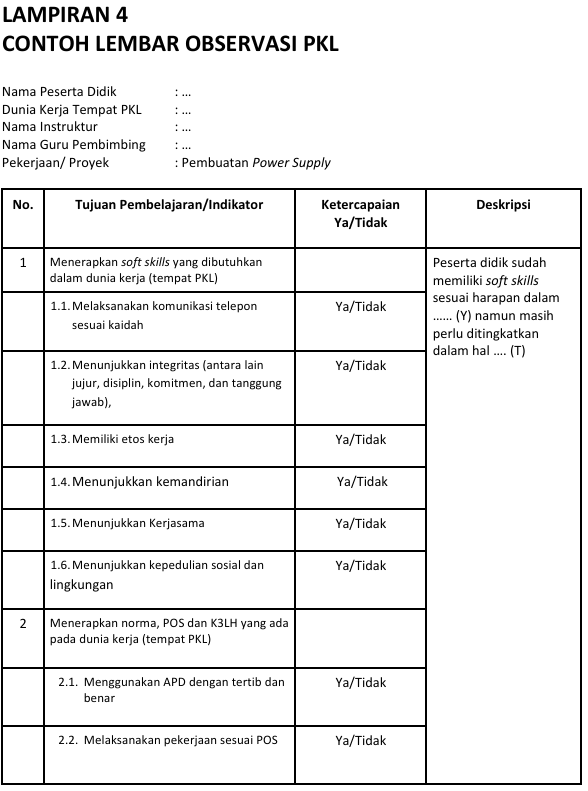 LAMPIRAN 4
CONTOH LEMBAR OBSERVASI PKL
Nama Peserta Didik : …
Dunia Kerja Tempat PKL : …
Nama Instruktur : …
Nama Guru Pembimbing : …
Pekerjaan/ Proyek : Pembuatan Power Supply
No. Tujuan Pembelajaran/Indikator Ketercapaian Deskripsi
Ya/Tidak
1 Menerapkan soft skills yang dibutuhkan
dalam dunia kerja (tempat PKL)
1.1. Melaksanakan komunikasi telepon Ya/Tidak
sesuai kaidah
1.2. Menunjukkan integritas (antara lain Ya/Tidak
jujur, disiplin, komitmen, dan tanggung
jawab),
1.3. Memiliki etos kerja Ya/Tidak
1.4. Menunjukkan kemandirian Ya/Tidak
1.5. Menunjukkan Kerjasama Ya/Tidak
1.6. Menunjukkan kepedulian sosial dan Ya/Tidak
lingkungan
2 Menerapkan norma, POS dan K3LH yang ada
pada dunia kerja (tempat PKL)
2.1. Menggunakan APD dengan tertib dan Ya/Tidak
benar
2.2. Melaksanakan pekerjaan sesuai POS Ya/Tidak
Peserta didik sudah
memiliki soft skills
sesuai harapan dalam
…… (Y) namun masih
perlu ditingkatkan
dalam hal …. (T)